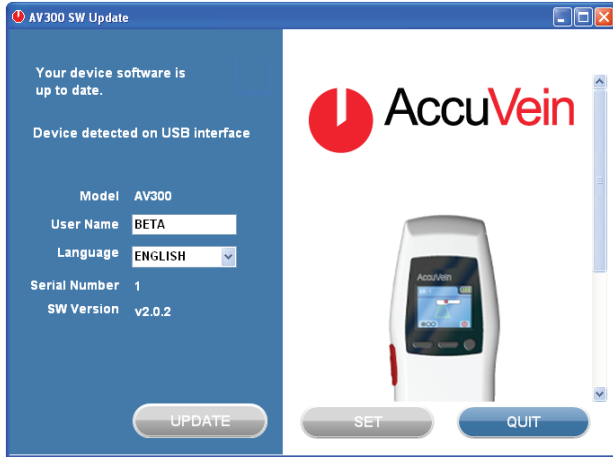 AV300 SW Update
Your device software is
up to date.
Device detected on USB interface
Model AV300
User Name BETA
Language ENGLISH
Serial Number 1
SW Version v2.0.2
UPDATE
AccuVein
AccuVein
SET
QUIT